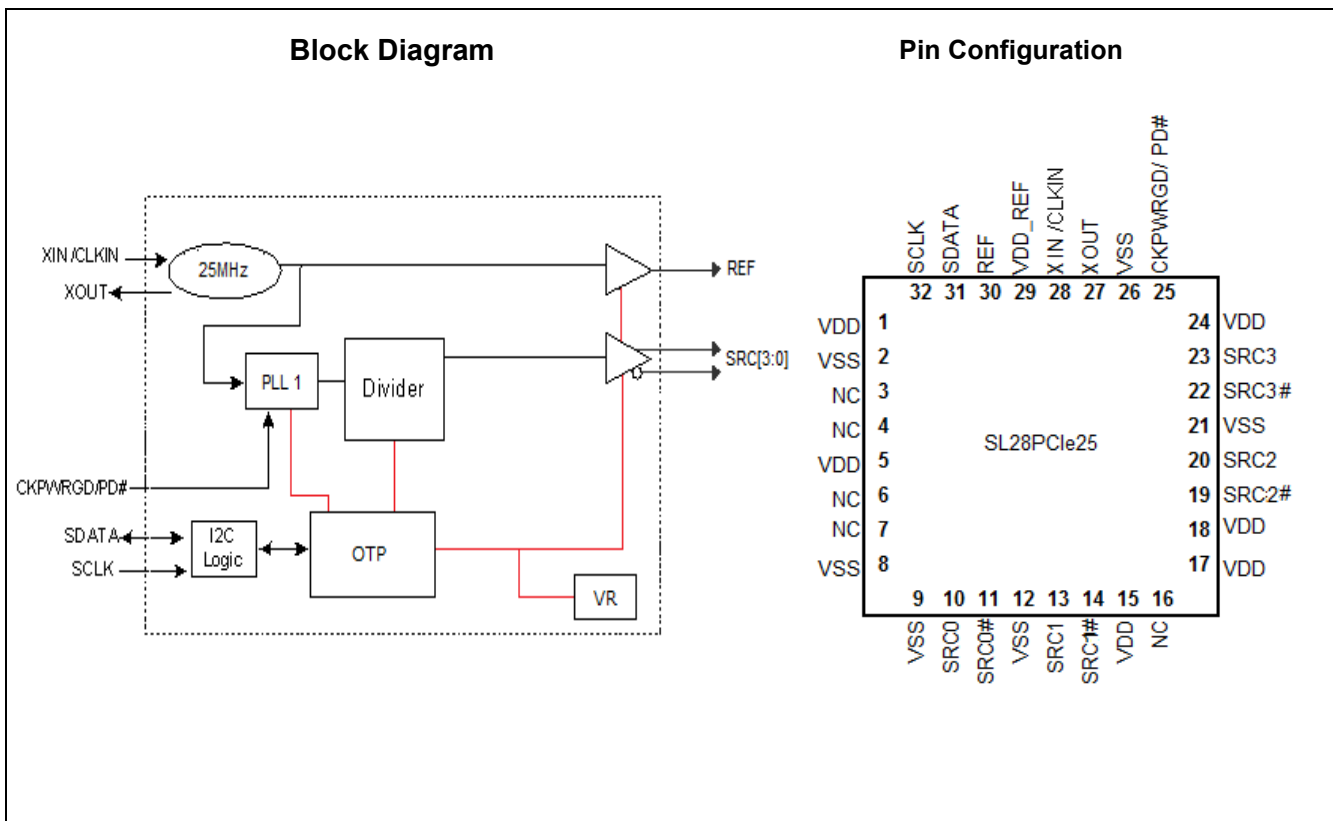 Block Diagram
Pin Configuration
XIN/CLKIN
XOUT
25MHz
REF
SRC[3:0]
PLL 1
Divider
CKPWRGD/PD#
SDATA
SCLK
I2C
Logic
OTP
VR
SCLK
SDATA
REF
VDD_REF
XIN /CLKIN
XOUT
VSS
CKPWRGD/ PD#
32 31 30 29 28 27 26 25
VDD 1
VSS 2
NC 3
NC 4
VDD 5
NC 6
NC 7
VSS 8
SL28PCIe25
24 VDD
23 SRC3
22 SRC3#
21 VSS
20 SRC2
19 SRC2#
18 VDD
17 VDD
9 10 11 12 13 14 15 16
VSS
SRC0
SRC0#
VSS
SRC1
SRC1#
VDD
NC